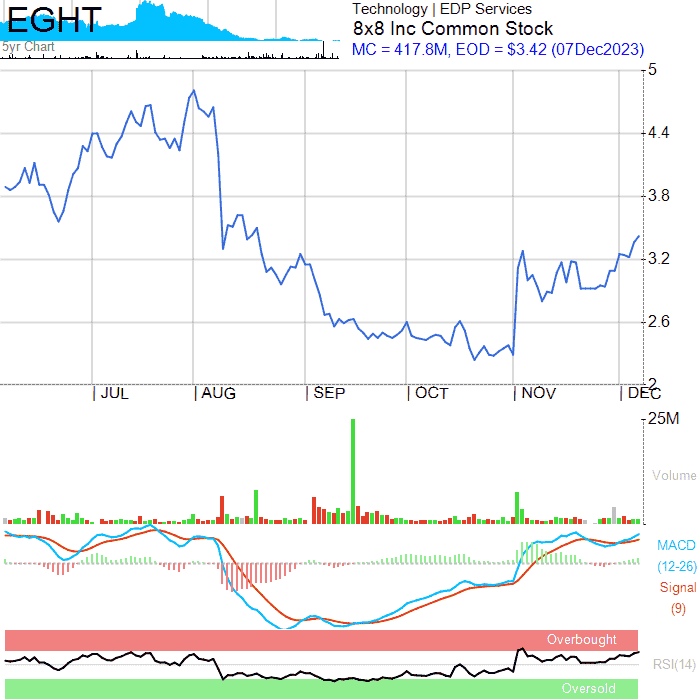 EGHT
5yr Chart
Technology | EDP Services
8x8 Inc Common Stock
MC = 417.8M, EOD = $3.42 (07Dec2023)
5
4.4
3.8
3.2
2.6
2
JUL AUG SEP OCT NOV DEC
25M
Volume
MACD
(12-26)
Signal
(9)
Overbought
RSI(14)
Oversold